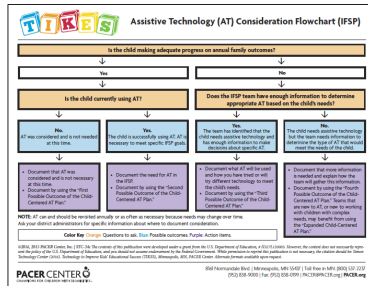 TIKES
Assistive Technology (AT) Consideration Flowchart (IFSP)
Is the child making adequate progress on annual family outcomes?
Yes
No
Is the child currently using AT?
Does the IFSP team have enough information to determine
appropriate AT based on the child's needs?
No.
AT was considered and is not needed
at this time.
Yes.
The child is successfully using AT. AT is
necessary to meet specific IFSP goals.
Yes.
The team has identified that the
child needs assistive technology and
has enough information to make
decisions about specific AT.
No.
The child needs assistive technology
but the team needs information to
determine the type of AT that would
meet the needs of the child.
• Document that AT was
considered and is not necessary
at this time.
• Document by using the "First
Possible Outcome of the Child-
Centered AT Plan."
• Document the need for AT in
the IFSP.
• Document by using the "Second
Possible Outcome of the Child-
Centered AT Plan."
• Document what AT will be used
and how you have tried or will
try different technology to meet
the child's needs.
• Document by using the "Third
Possible Outcome of the Child-
Centered AT Plan."
• Document that more information
is needed and explain how the
team will gather this information.
• Document by using the "Fourth
Possible Outcome of the Child-
Centered AT Plan." Teams that
are new to AT, or new to working
with children with complex
needs, may benefit from using
the "Expanded Child-Centered
AT Plan."
NOTE: AT can and should be revisited annually or as often as necessary because needs may change over time.
Ask your district administrators for specific information about where to document consideration.
Color Key Orange: Questions to ask. Blue: Possible outcomes. Purple: Action items.
PACER CENTER
CHAMPIONS FOR CHILDREN WITH DISABILITIES
8161 Normandale Blvd. | Minneapolis, MN 55437 | Toll free in MN: (800) 537-2237
(952) 838-9000 | Fax: (952) 838-0199 | PACER@PACER.org | PACER.org